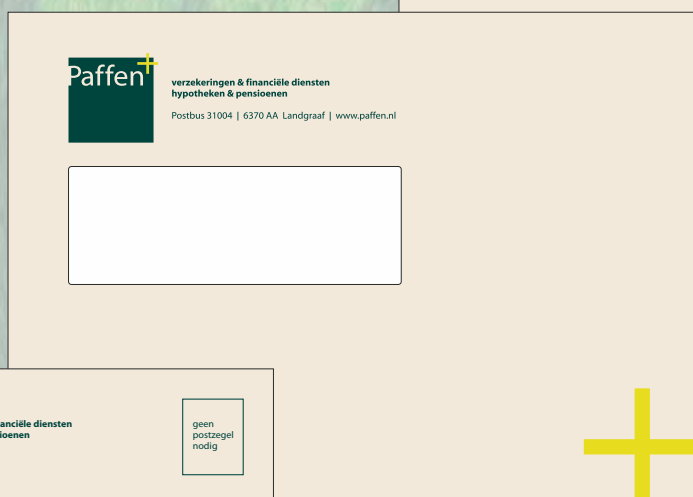 Paffen+
verzekeringen & financiële diensten
hypotheken & pensioenen
Postbus 31004 | 6370 AA Landgraaf | www.paffen.nl
anciële diensten
ioenen
geen
postzegel
nodig